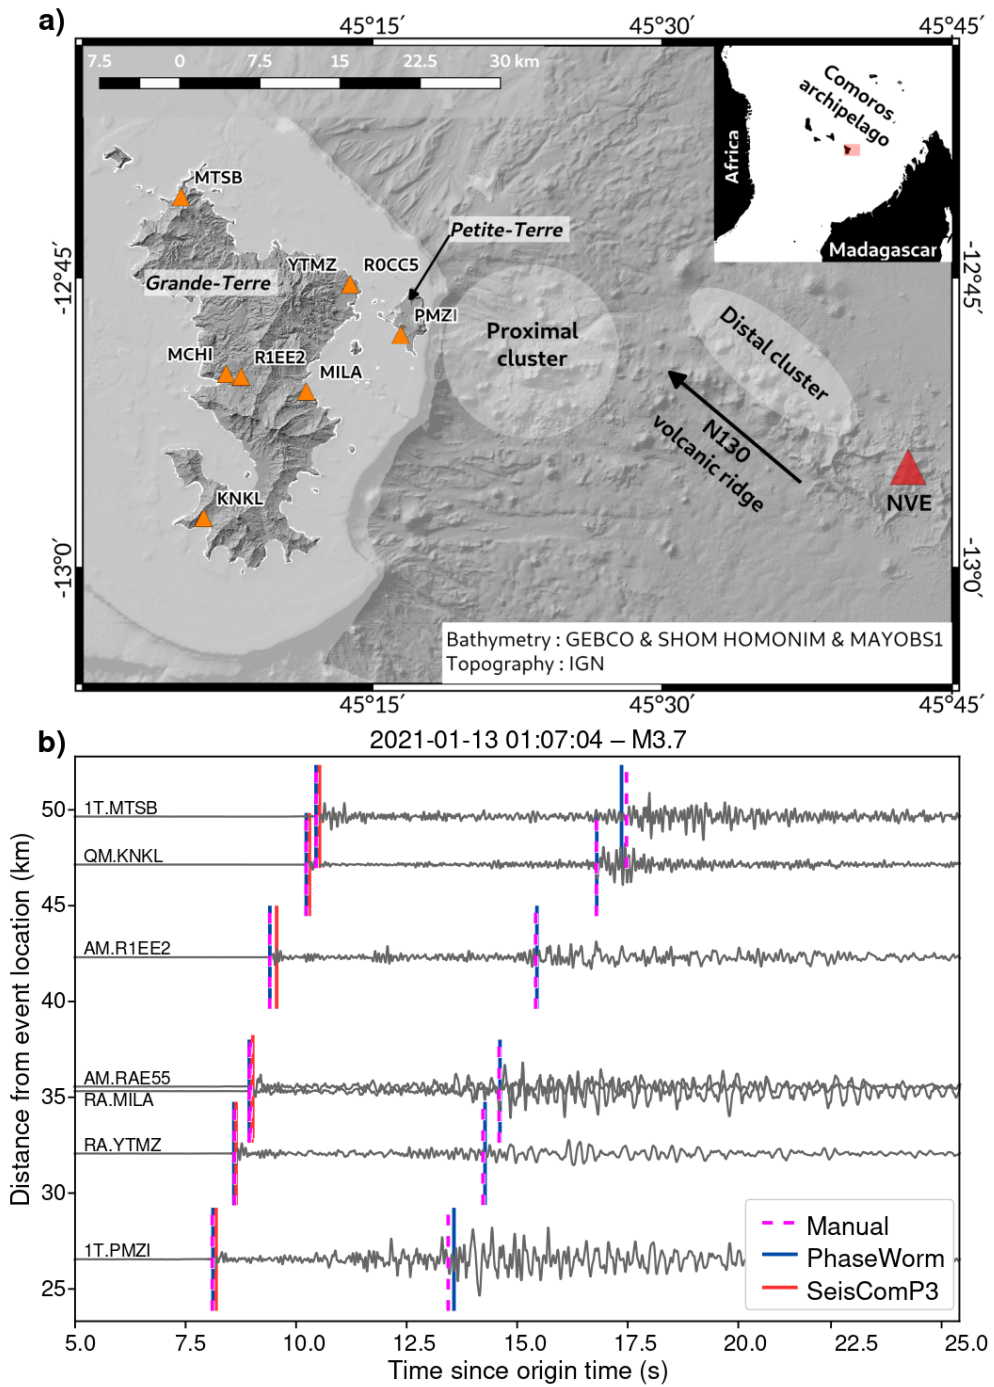 a)
45°15′
45°30′
45°45′
7.5 0 7.5 15 22.5 30 km
Comoros
archipelago
Africa
Madagascar
MTSB
Petite-Terre
-12°45′
-12°45′
YTMZ
R0CC5
Grande-Terre
PMZI
Proximal
cluster
Distal cluster
MCHI
R1EE2
MILA
N130
volcanic ridge
KNKL
NVE
-13°0′
-13°0′
Bathymetry : GEBCO & SHOM HOMONIM & MAYOBS1
Topography : IGN
45°15′
45°30′
45°45′
b)
2021-01-13 01:07:04 – M3.7
Distance from event location (km)
50
45
40
35
30
25
1T.MTSB
QM.KNKL
AM.R1EE2
AM.RAE55
RA.MILA
RA.YTMZ
1T.PMZI
Manual
PhaseWorm
SeisComP3
5.0 7.5 10.0 12.5 15.0 17.5 20.0 22.5 25.0
Time since origin time (s)